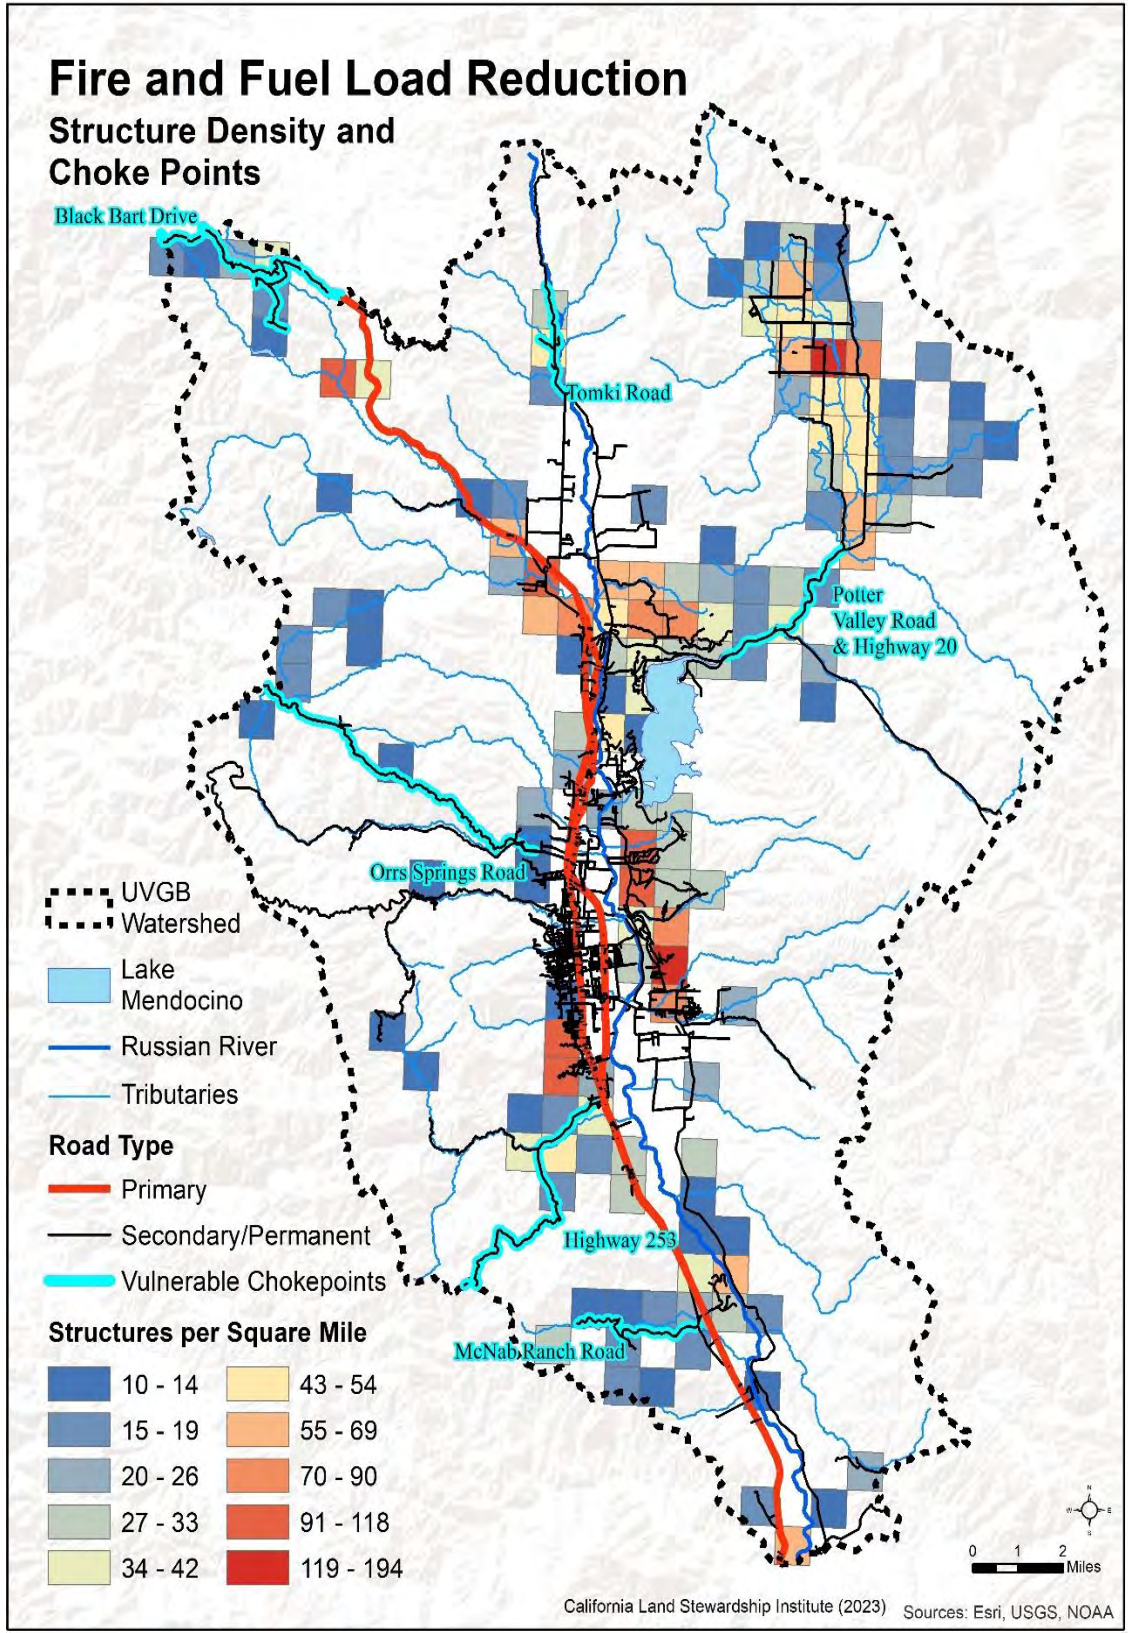 Fire and Fuel Load Reduction
Structure Density and
Choke Points
Black Bart Drive
Tomki Road
Potter
Valley Road
& Highway 20
Orrs Springs Road
Highway 253
McNab Ranch Road
UVGB
Watershed
Lake
Mendocino
Russian River
Tributaries
Road Type
Primary
Secondary/Permanent
Vulnerable Chokepoints
Structures per Square Mile
10 - 14
43 - 54
15 - 19
55 - 69
20 - 26
70 - 90
27 - 33
91 - 118
34 - 42
119 - 194
N
W E
S
0 1 2
Miles
California Land Stewardship Institute (2023) Sources: Esri, USGS, NOAA